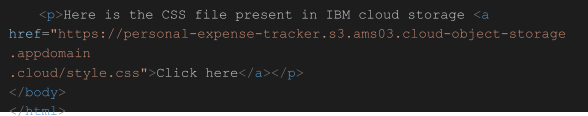 <p>Here is the CSS file present in IBM cloud storage <a
href="https://personal-expense-tracker.s3.ams03.cloud-object-storage
.appdomain
.cloud/style.css">Click here</a></p>
</body>
</html>